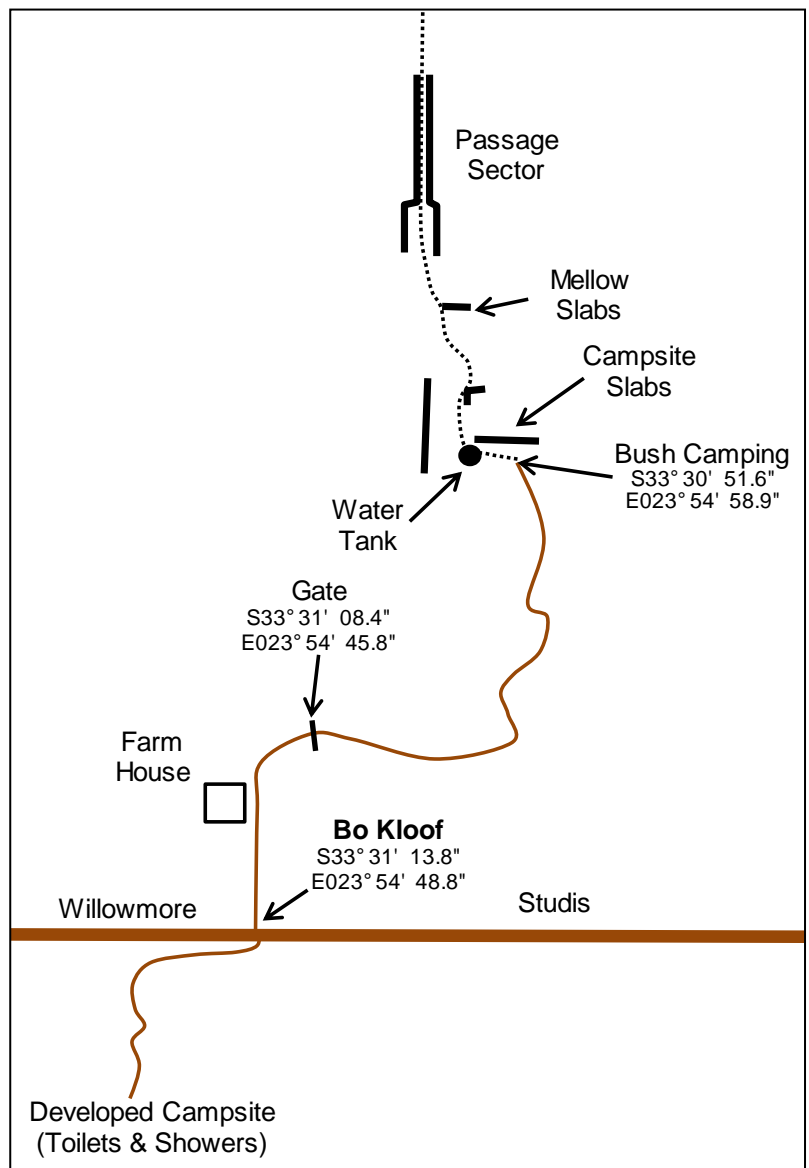 Passage
Sector
Mellow
Slabs
Campsite
Slabs
Bush Camping
S33° 30' 51.6"
E023° 54' 58.9"
Water
Tank
Gate
S33° 31' 08.4"
E023° 54' 45.8"
Farm
House
Bo Kloof
S33° 31' 13.8"
E023° 54' 48.8"
Willowmore
Studis
Developed Campsite
(Toilets & Showers)